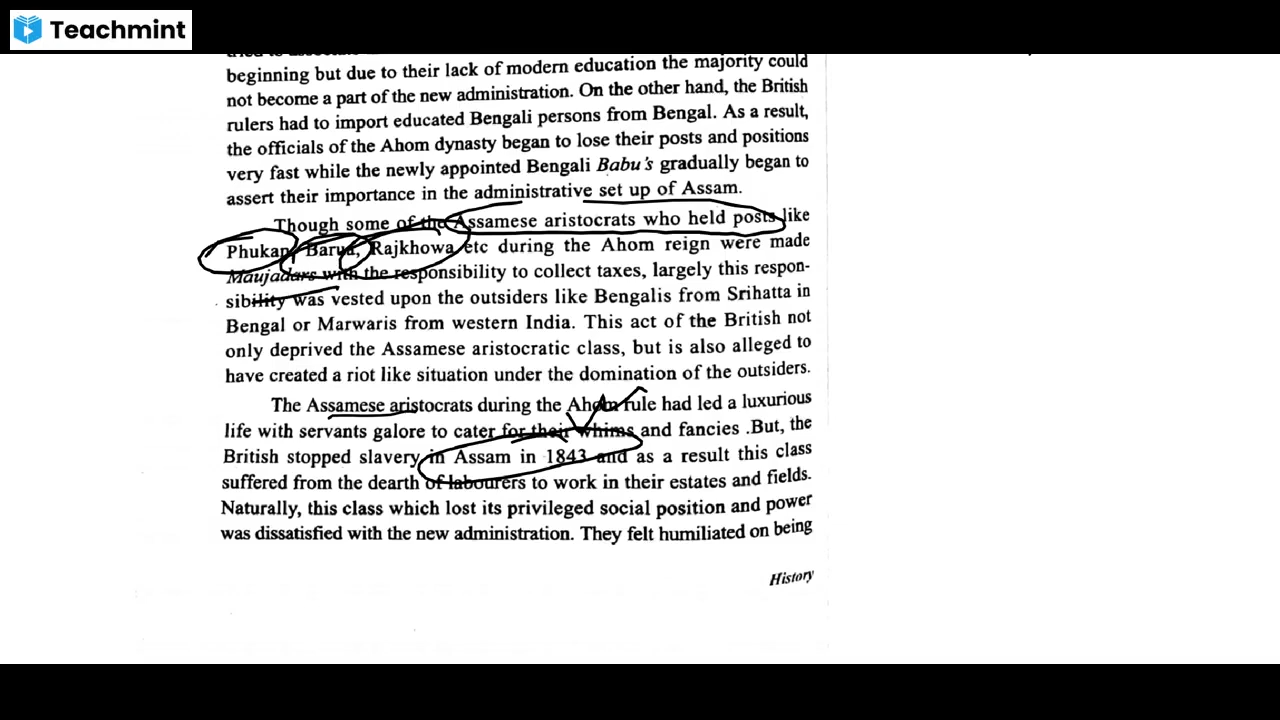 Teachmint
beginning but due to their lack of modern education the majority could
not become a part of the new administration. On the other hand, the British
rulers had to import educated Bengali persons from Bengal. As a result,
the officials of the Ahom dynasty began to lose their posts and positions
very fast while the newly appointed Bengali Babu's gradually began to
assert their importance in the administrative set up of Assam.
Though some of the Assamese aristocrats who held posts like
Phukan, Barua, Rajkhowa etc during the Ahom reign were made
Maujadars with the responsibility to collect taxes, largely this respon-
sibility was vested upon the outsiders like Bengalis from Srihatta in
Bengal or Marwaris from western India. This act of the British not
only deprived the Assamese aristocratic class, but is also alleged to
have created a riot like situation under the domination of the outsiders.
The Assamese aristocrats during the Ahom rule had led a luxurious
life with servants galore to cater for their whims and fancies .But, the
British stopped slavery in Assam in 1843 and as a result this class
suffered from the dearth of labourers to work in their estates and fields.
Naturally, this class which lost its privileged social position and power
was dissatisfied with the new administration. They felt humiliated on being
History